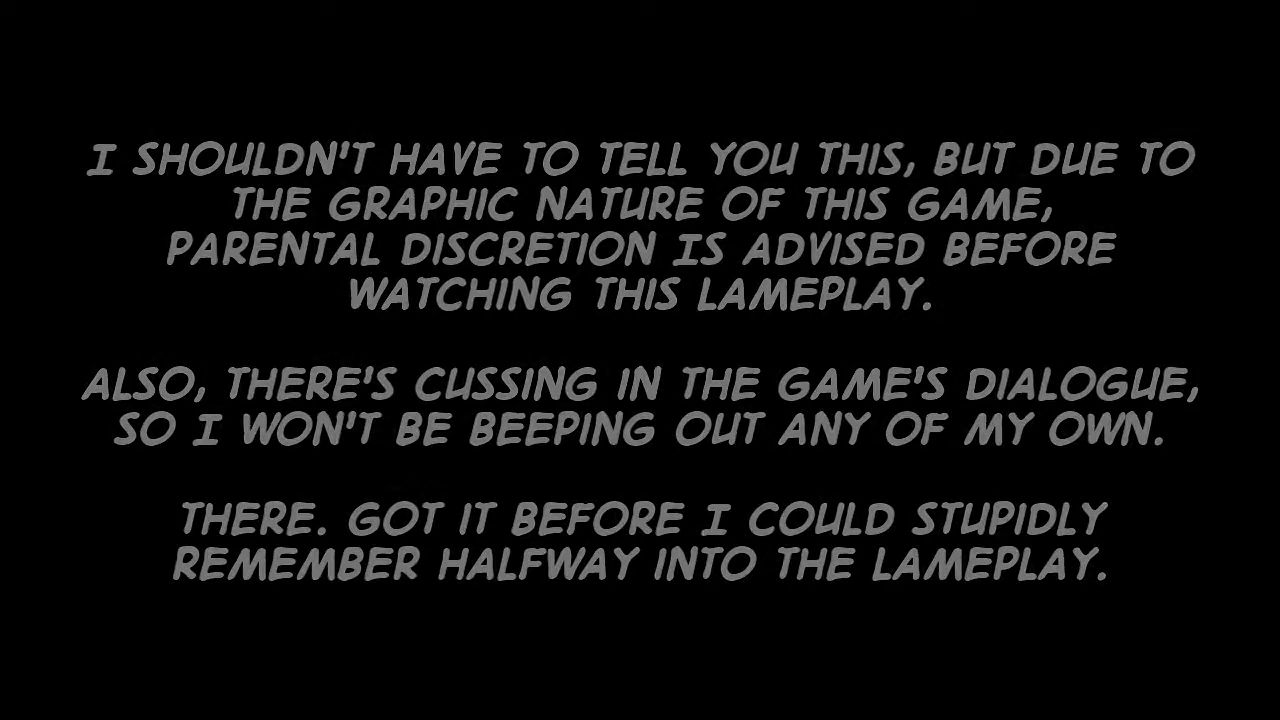 I SHOULDN'T HAVE TO TELL YOU THIS, BUT DUE TO
THE GRAPHIC NATURE OF THIS GAME,
PARENTAL DISCRETION IS ADVISED BEFORE
WATCHING THIS LAMEPLAY.
ALSO, THERE'S CUSSING IN THE GAME'S DIALOGUE,
SO I WON'T BE BEEPING OUT ANY OF MY OWN.
THERE. GOT IT BEFORE I COULD STUPIDLY
REMEMBER HALFWAY INTO THE LAMEPLAY.